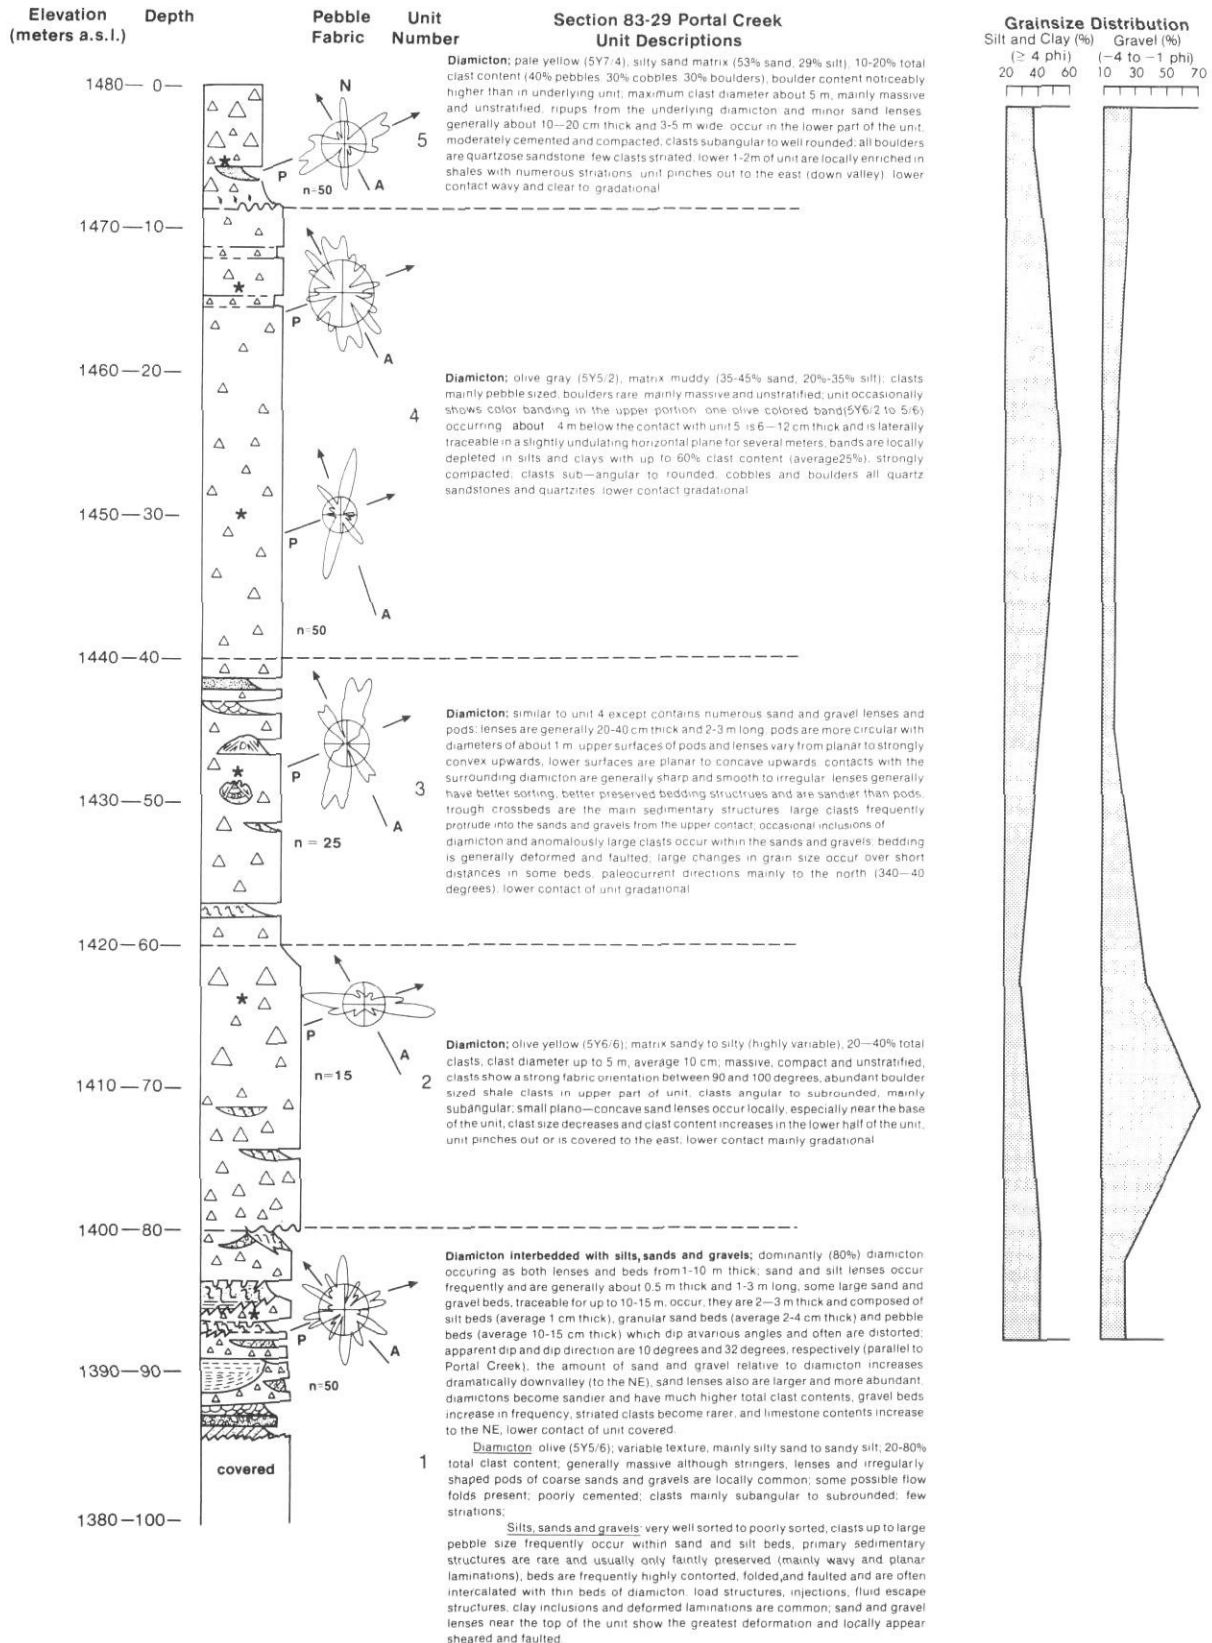 Elevation
(meters a.s.l.)
Depth
Pebble
Fabric
Unit
Number
Section 83-29 Portal Creek
Unit Descriptions
Grainsize Distribution
Silt and Clay (%)
(≥ 4 phi)
Gravel (%)
(−4 to −1 phi)
20 40 60
10 30 50 70
1480—0—
1470—10—
1460—20—
1450—30—
1440—40—
1430—50—
1420—60—
1410—70—
1400—80—
1390—90—
1380—100—
N
P
A
n=50
5
Diamicton; pale yellow (5Y7/4), silty sand matrix (53% sand, 29% silt), 10-20% total
clast content (40% pebbles, 30% cobbles, 30% boulders), boulder content noticeably
higher than in underlying unit; maximum clast diameter about 5 m, mainly massive
and unstratified, ripups from the underlying diamicton and minor sand lenses,
generally about 10—20 cm thick and 3-5 m wide, occur in the lower part of the unit,
moderately cemented and compacted; clasts subangular to well rounded; all boulders
are quartzose sandstone, few clasts striated, lower 1-2m of unit are locally enriched in
shales with numerous striations, unit pinches out to the east (down valley) lower
contact wavy and clear to gradational
P
A
4
Diamicton; olive gray (5Y5/2), matrix muddy (35-45% sand, 20%-35% silt); clasts
mainly pebble sized, boulders rare, mainly massive and unstratified; unit occasionally
shows color banding in the upper portion, one olive colored band(5Y6/2 to 5/6)
occurring about 4 m below the contact with unit 5 is 6—12 cm thick and is laterally
traceable in a slightly undulating horizontal plane for several meters, bands are locally
depleted in silts and clays with up to 60% clast content (average25%), strongly
compacted; clasts sub—angular to rounded, cobbles and boulders all quartz
sandstones and quartzites, lower contact gradational
P
A
n=50
3
Diamicton; similar to unit 4 except contains numerous sand and gravel lenses and
pods; lenses are generally 20-40 cm thick and 2-3 m long, pods are more circular with
diameters of about 1 m, upper surfaces of pods and lenses vary from planar to strongly
convex upwards, lower surfaces are planar to concave upwards, contacts with the
surrounding diamicton are generally sharp and smooth to irregular, lenses generally
have better sorting, better preserved bedding structrues and are sandier than pods,
trough crossbeds are the main sedimentary structures, large clasts frequently
protrude into the sands and gravels from the upper contact; occasional inclusions of
diamicton and anomalously large clasts occur within the sands and gravels; bedding
is generally deformed and faulted; large changes in grain size occur over short
distances in some beds, paleocurrent directions mainly to the north (340—40
degrees), lower contact of unit gradational
P
A
n = 25
P
A
n=15
2
Diamicton; olive yellow (5Y6/6); matrix sandy to silty (highly variable), 20—40% total
clasts, clast diameter up to 5 m, average 10 cm; massive, compact and unstratified,
clasts show a strong fabric orientation between 90 and 100 degrees, abundant boulder
sized shale clasts in upper part of unit, clasts angular to subrounded, mainly
subangular; small plano—concave sand lenses occur locally, especially near the base
of the unit, clast size decreases and clast content increases in the lower half of the unit,
unit pinches out or is covered to the east; lower contact mainly gradational
P
A
n=50
covered
1
Diamicton interbedded with silts, sands and gravels; dominantly (80%) diamicton
occuring as both lenses and beds from 1-10 m thick; sand and silt lenses occur
frequently and are generally about 0.5 m thick and 1-3 m long, some large sand and
gravel beds, traceable for up to 10-15 m, occur, they are 2—3 m thick and composed of
silt beds (average 1 cm thick), granular sand beds (average 2-4 cm thick) and pebble
beds (average 10-15 cm thick) which dip atvarious angles and often are distorted;
apparent dip and dip direction are 10 degrees and 32 degrees, respectively (parallel to
Portal Creek), the amount of sand and gravel relative to diamicton increases
dramatically downvalley (to the NE), sand lenses also are larger and more abundant,
diamictons become sandier and have much higher total clast contents, gravel beds
increase in frequency, striated clasts become rarer, and limestone contents increase
to the NE, lower contact of unit covered.
Diamicton olive (5Y5/6); variable texture, mainly silty sand to sandy silt; 20-80%
total clast content; generally massive although stringers, lenses and irregularly
shaped pods of coarse sands and gravels are locally common; some possible flow
folds present; poorly cemented; clasts mainly subangular to subrounded; few
striations;
Silts, sands and gravels: very well sorted to poorly sorted, clasts up to large
pebble size frequently occur within sand and silt beds, primary sedimentary
structures are rare and usually only faintly preserved (mainly wavy and planar
laminations), beds are frequently highly contorted, folded,and faulted and are often
intercalated with thin beds of diamicton, load structures, injections, fluid escape
structures, clay inclusions and deformed laminations are common; sand and gravel
lenses near the top of the unit show the greatest deformation and locally appear
sheared and faulted